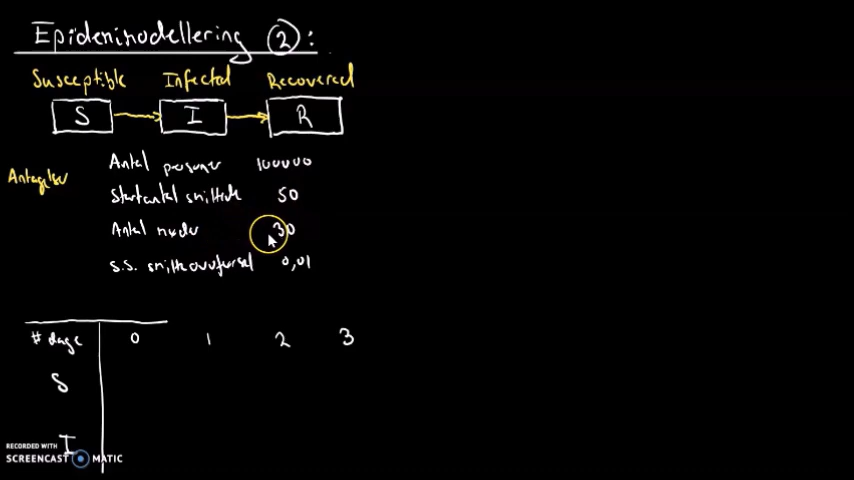 Epidemimodellering ②:
Susceptible Infected Recovered
S I R
Antagelser
Antal personer 100000
Startantal smittede 50
Antal møder 30
s.s. smitteoverførsel 0,01
# dage 0 1 2 3
S
I
RECORDED WITH
SCREENCAST MATIC